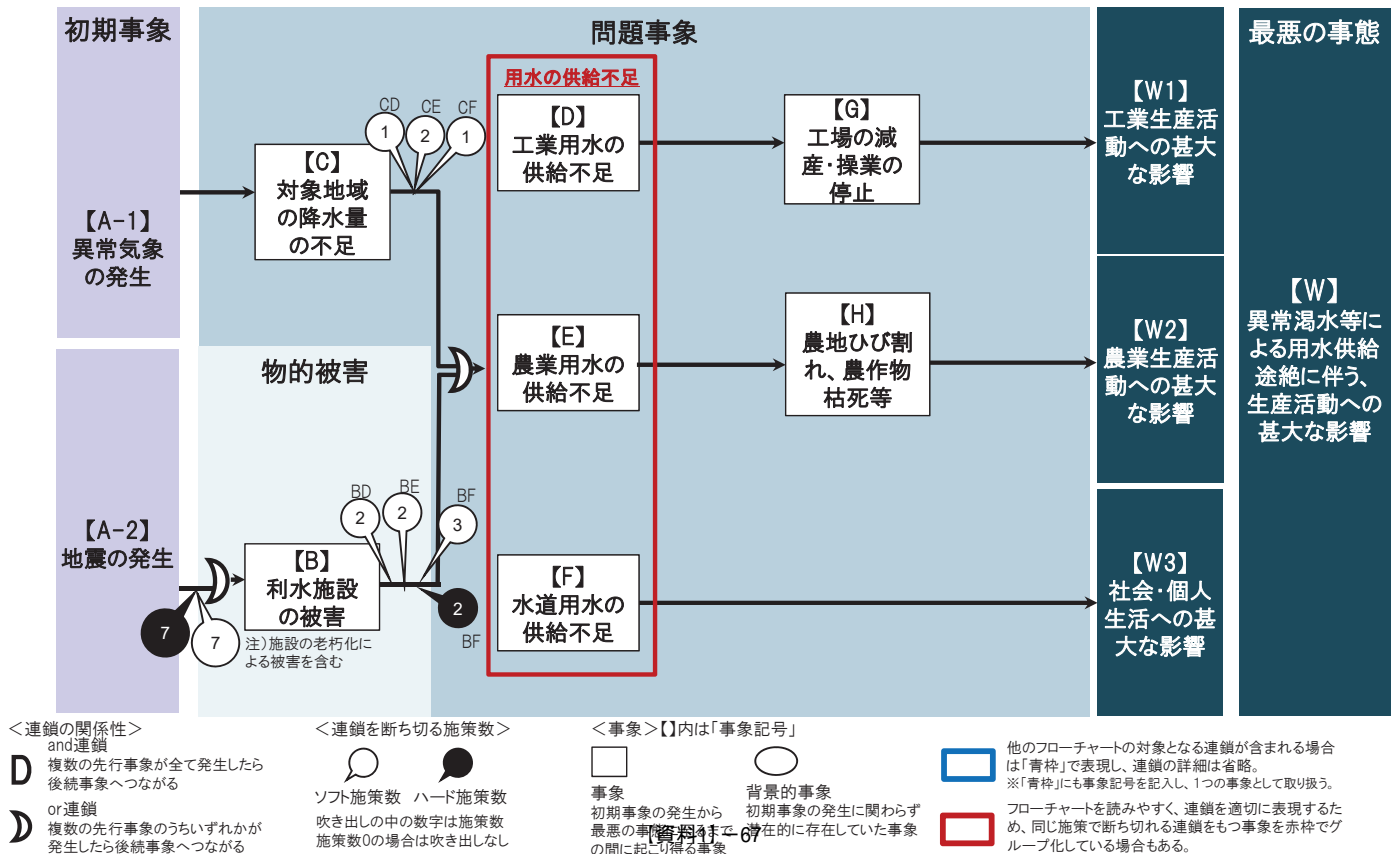 初期事象
問題事象
最悪の事態
用水の供給不足
【A-1】
異常気象
の発生
【C】
対象地域
の降水量
の不足
CD
1
CE
2
CF
1
【D】
工業用水の
供給不足
【G】
工場の減
産・操業の
停止
【W1】
工業生産活
動への甚大
な影響
【E】
農業用水の
供給不足
【H】
農地ひび割
れ、農作物
枯死等
【W2】
農業生産活
動への甚大
な影響
【W】
異常渇水等に
よる用水供給
途絶に伴う、
生産活動への
甚大な影響
物的被害
【A-2】
地震の発生
7
7
【B】
利水施設
の被害
注）施設の老朽化に
よる被害を含む
BD
2
BE
2
BF
3
2
BF
【F】
水道用水の
供給不足
【W3】
社会・個人
生活への甚
大な影響
＜連鎖の関係性＞
and連鎖
複数の先行事象が全て発生したら
後続事象へつながる
or連鎖
複数の先行事象のうちいずれかが
発生したら後続事象へつながる
＜連鎖を断ち切る施策数＞
ソフト施策数 ハード施策数
吹き出しの中の数字は施策数
施策数0の場合は吹き出しなし
＜事象＞【】内は「事象記号」
事象
初期事象の発生から
最悪の事態に至るまで
の間に起こり得る事象
背景的事象
初期事象の発生に関わらず
潜在的に存在していた事象
他のフローチャートの対象となる連鎖が含まれる場合
は「青枠」で表現し、連鎖の詳細は省略。
※「青枠」にも事象記号を記入し、1つの事象として取り扱う。
フローチャートを読みやすく、連鎖を適切に表現するた
め、同じ施策で断ち切れる連鎖をもつ事象を赤枠でグ
ループ化している場合もある。